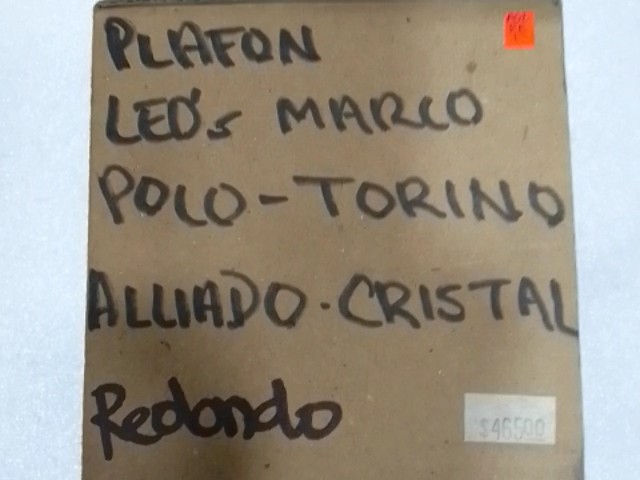 PLAFON
LED's MARCO
POLO-TORINO
ALLIADO.CRISTAL
Redondo
$46500